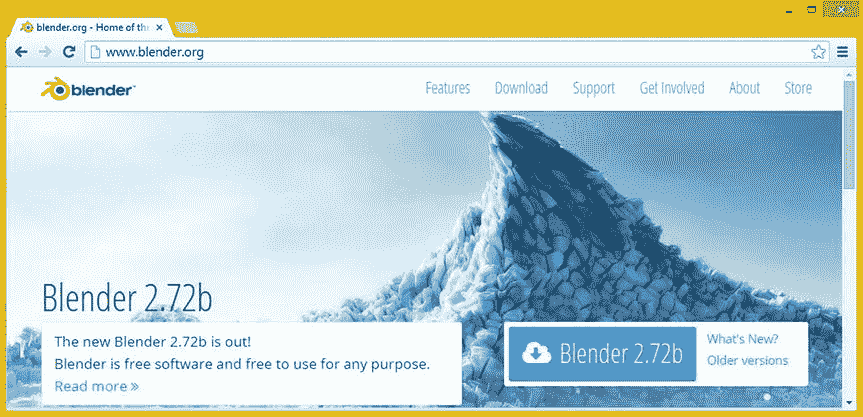 blender.org - Home of th
www.blender.org
blender
Features Download Support Get Involved About Store
Blender 2.72b
The new Blender 2.72b is out!
Blender is free software and free to use for any purpose.
Read more »
Blender 2.72b
What's New?
Older versions